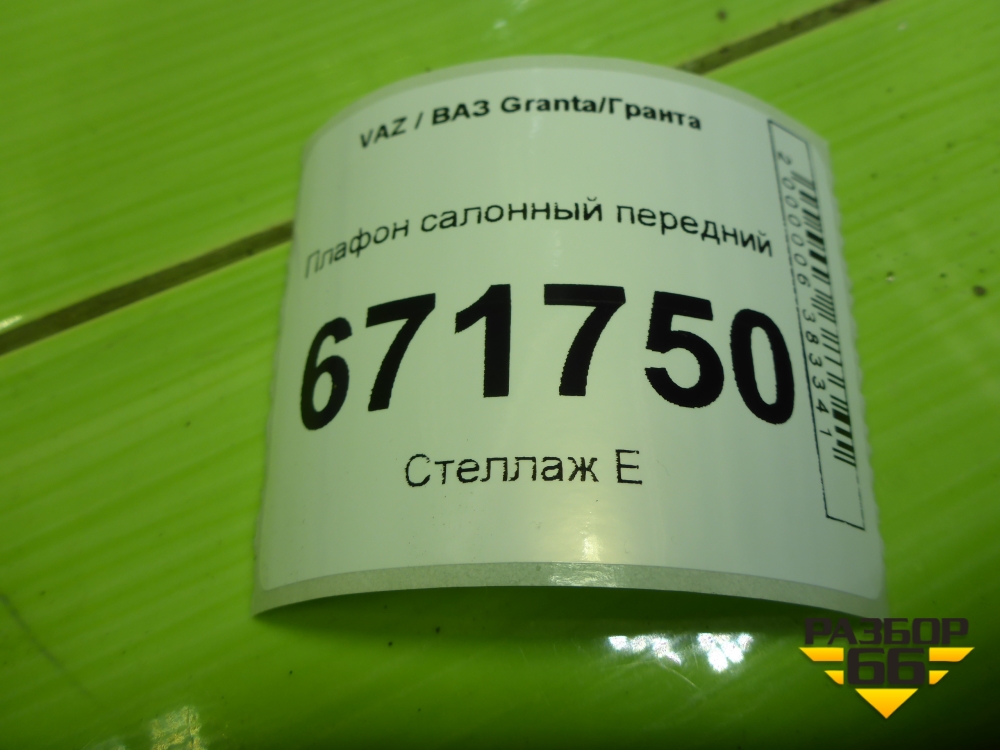 VAZ / ВАЗ Granta/Гранта
Плафон салонный передний
671750
Стеллаж Е
2000006383341
РАЗБОР
66